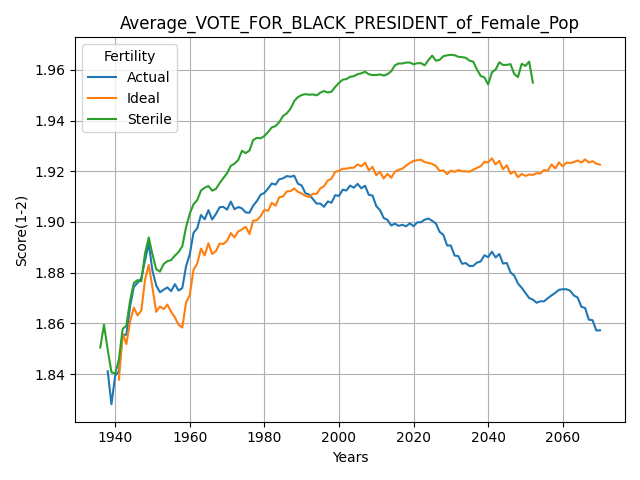 Average_VOTE_FOR_BLACK_PRESIDENT_of_Female_Pop
Fertility
Actual
Ideal
Sterile
Score(1-2)
1.96
1.94
1.92
1.90
1.88
1.86
1.84
1940 1960 1980 2000 2020 2040 2060
Years